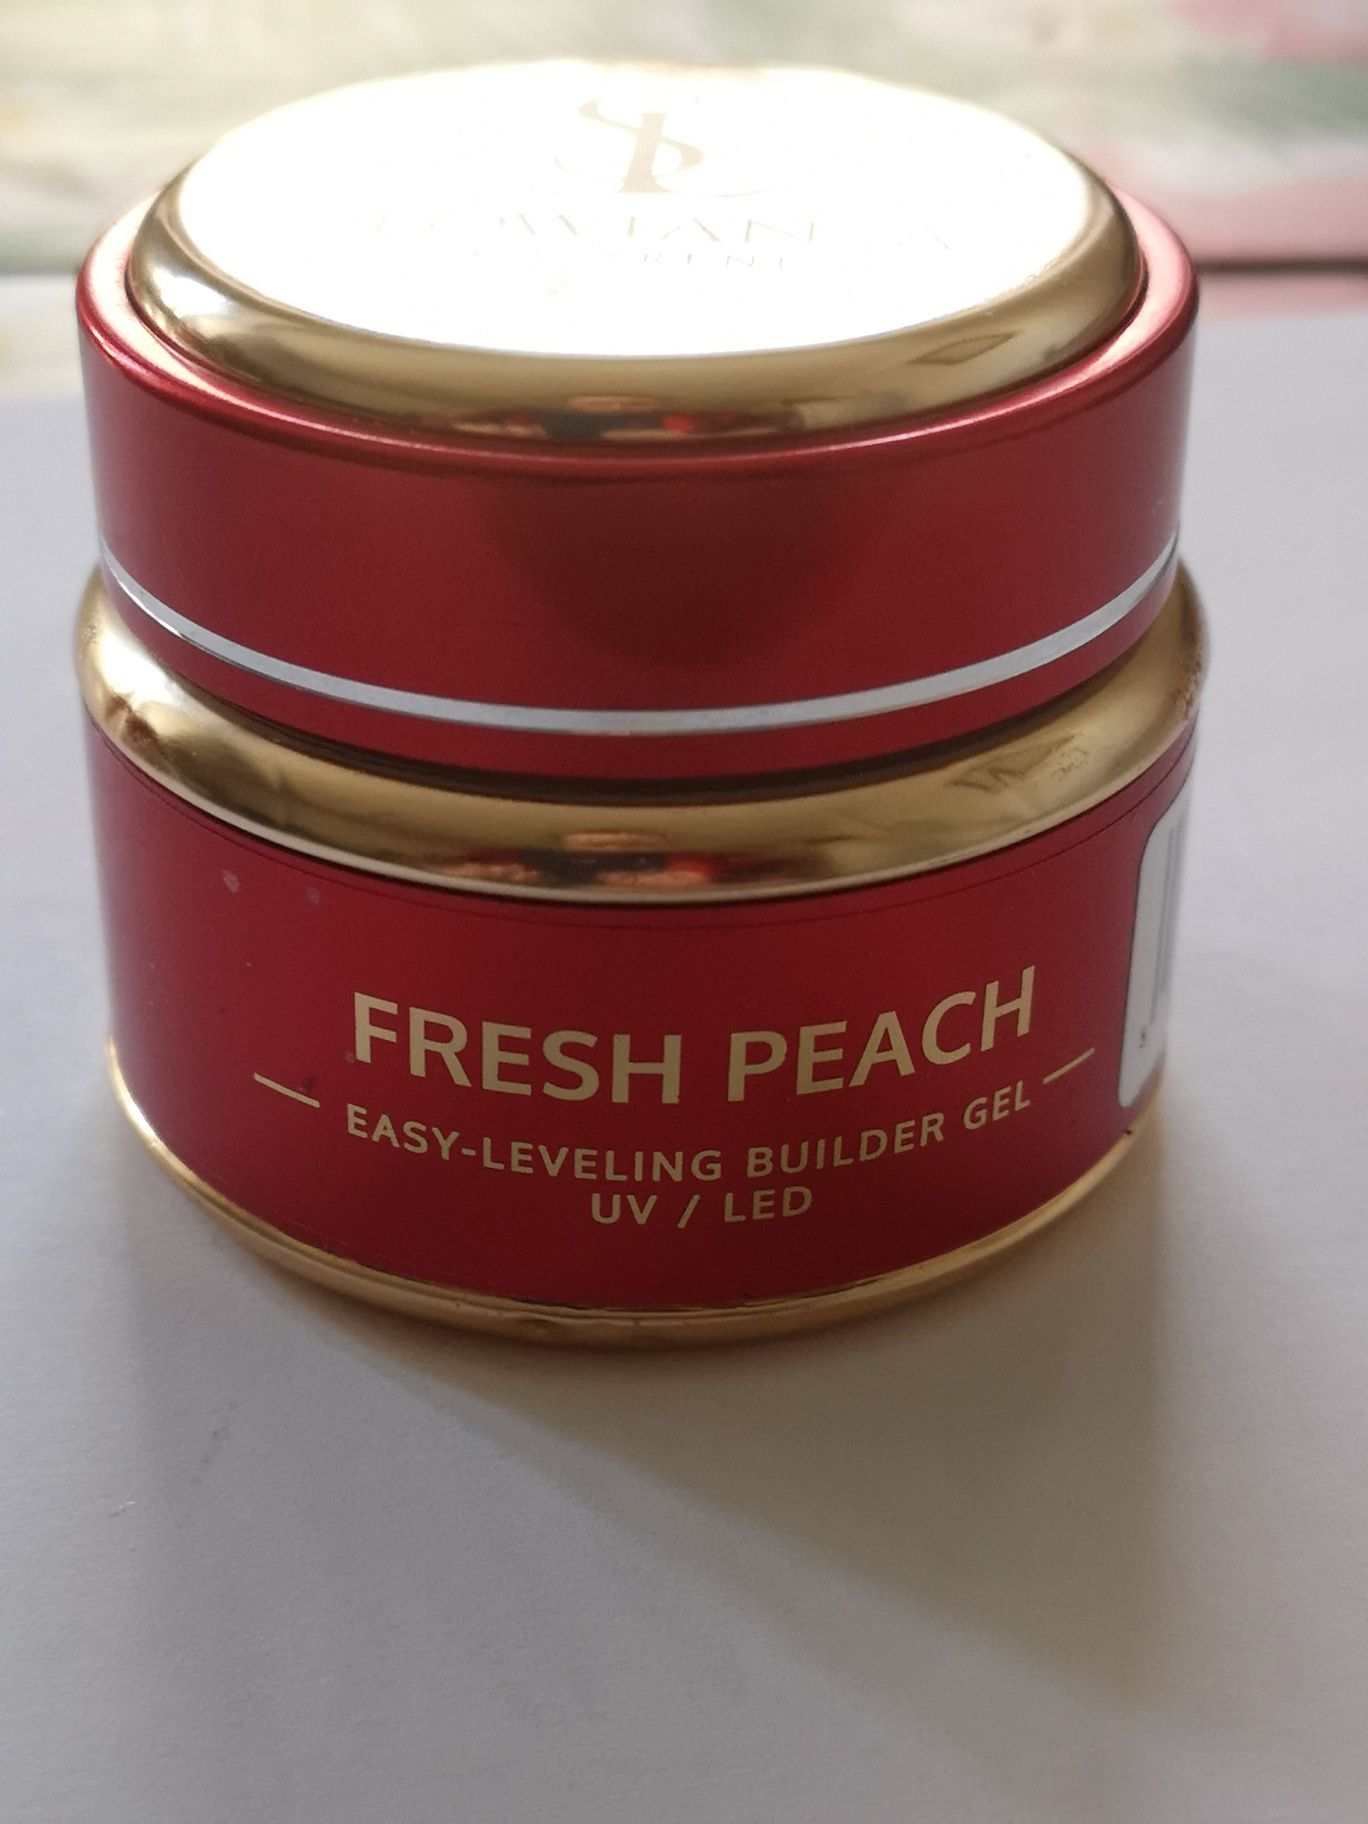 FRESH PEACH
EASY-LEVELING BUILDER GEL
UV / LED